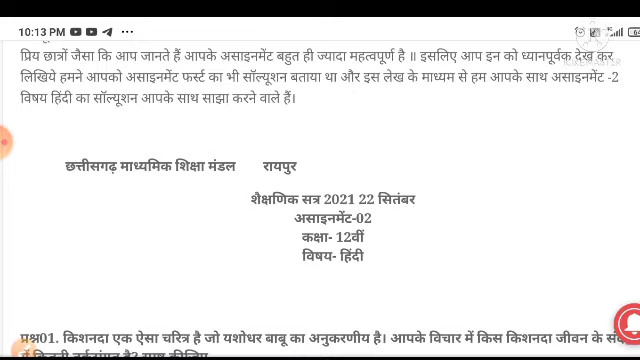 10:13 PM
प्रिय छात्रों जैसा कि आप जानते हैं आपके असाइनमेंट बहुत ही ज्यादा महत्वपूर्ण है ॥ इसलिए आप इन को ध्यानपूर्वक देख कर
लिखिये हमने आपको असाइनमेंट फर्स्ट का भी सॉल्यूशन बताया था और इस लेख के माध्यम से हम आपके साथ असाइनमेंट -2
विषय हिंदी का सॉल्यूशन आपके साथ साझा करने वाले हैं।
छत्तीसगढ़ माध्यमिक शिक्षा मंडल रायपुर
शैक्षणिक सत्र 2021 22 सितंबर
असाइनमेंट-02
कक्षा- 12वीं
विषय- हिंदी
प्रश्न01. किशनदा एक ऐसा चरित्र है जो यशोधर बाबू का अनुकरणीय है। आपके विचार में किस किशनदा जीवन के